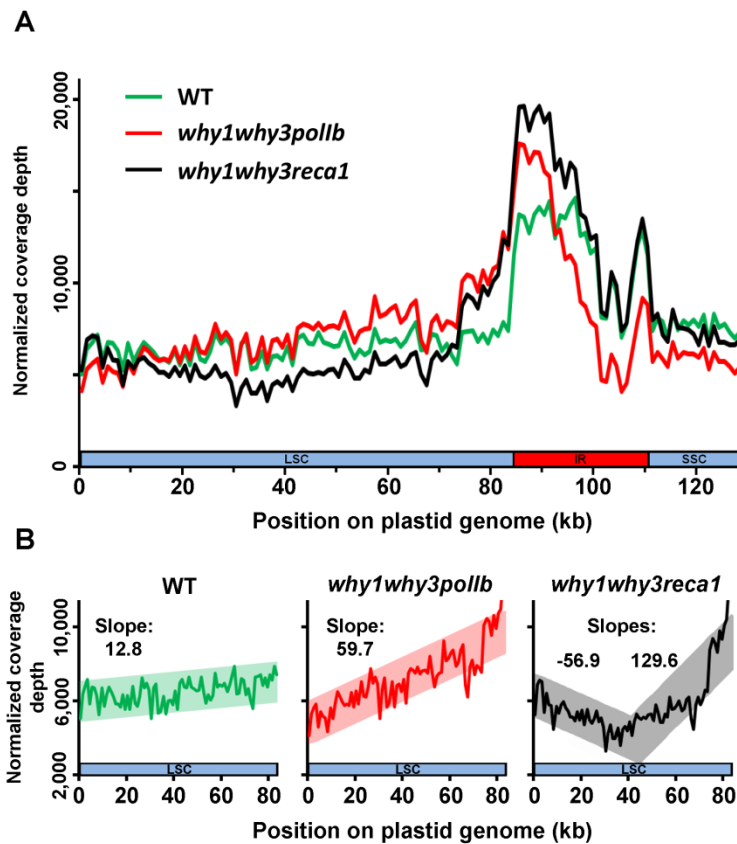 A
Normalized coverage depth
20,000
10,000
0
WT
why1why3polIb
why1why3reca1
LSC
IR
SSC
0
20
40
60
80
100
120
Position on plastid genome (kb)
B
Normalized coverage
depth
10,000
6,000
2,000
WT
Slope:
12.8
LSC
0
20
40
60
80
why1why3polIb
Slope:
59.7
LSC
0
20
40
60
80
why1why3reca1
Slopes:
-56.9
129.6
LSC
0
20
40
60
80
Position on plastid genome (kb)